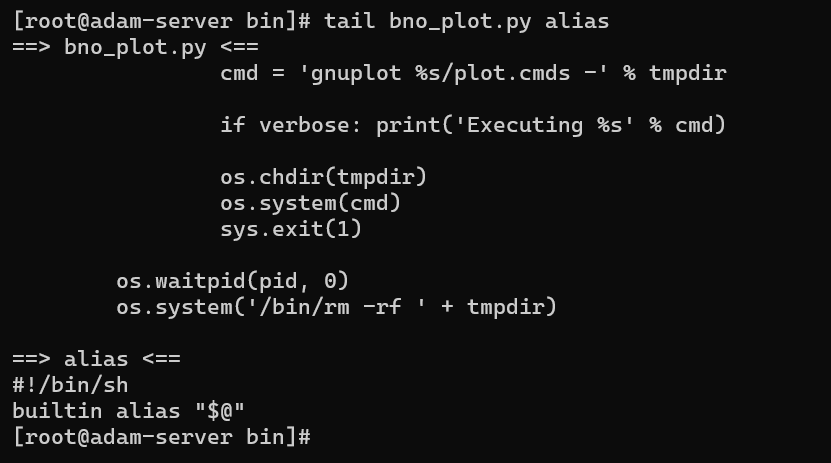 [root@adam-server bin]# tail bno_plot.py alias
==> bno_plot.py <==
                cmd = 'gnuplot %s/plot.cmds -' % tmpdir

                if verbose: print('Executing %s' % cmd)

                os.chdir(tmpdir)
                os.system(cmd)
                sys.exit(1)

        os.waitpid(pid, 0)
        os.system('/bin/rm -rf ' + tmpdir)

==> alias <==
#!/bin/sh
builtin alias "$@"
[root@adam-server bin]#